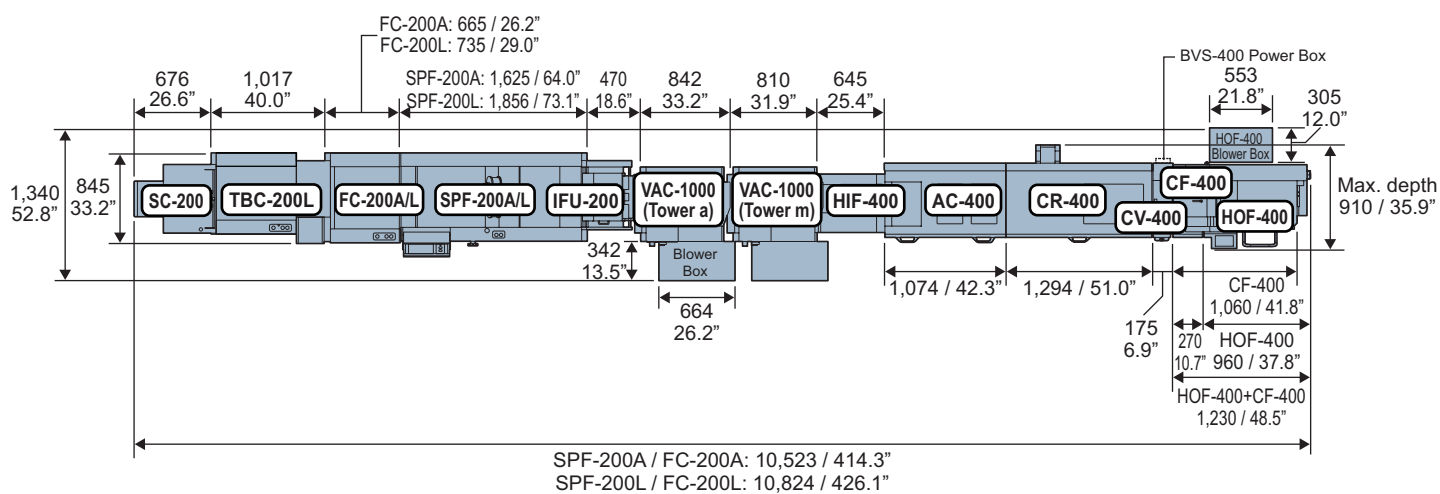 FC-200A: 665 / 26.2”
FC-200L: 735 / 29.0”
BVS-400 Power Box
676
26.6”
1,017
40.0”
SPF-200A: 1,625 / 64.0”
SPF-200L: 1,856 / 73.1”
470
18.6”
842
33.2”
810
31.9”
645
25.4”
553
21.8”
305
12.0”
HOF-400
Blower Box
1,340
52.8”
845
33.2”
SC-200
TBC-200L
FC-200A/L
SPF-200A/L
IFU-200
VAC-1000
(Tower a)
VAC-1000
(Tower m)
HIF-400
AC-400
CR-400
CV-400
CF-400
HOF-400
Max. depth
910 / 35.9”
342
13.5”
Blower
Box
664
26.2”
1,074 / 42.3”
1,294 / 51.0”
175
6.9”
CF-400
1,060 / 41.8”
270
10.7”
HOF-400
960 / 37.8”
HOF-400+CF-400
1,230 / 48.5”
SPF-200A / FC-200A: 10,523 / 414.3”
SPF-200L / FC-200L: 10,824 / 426.1”